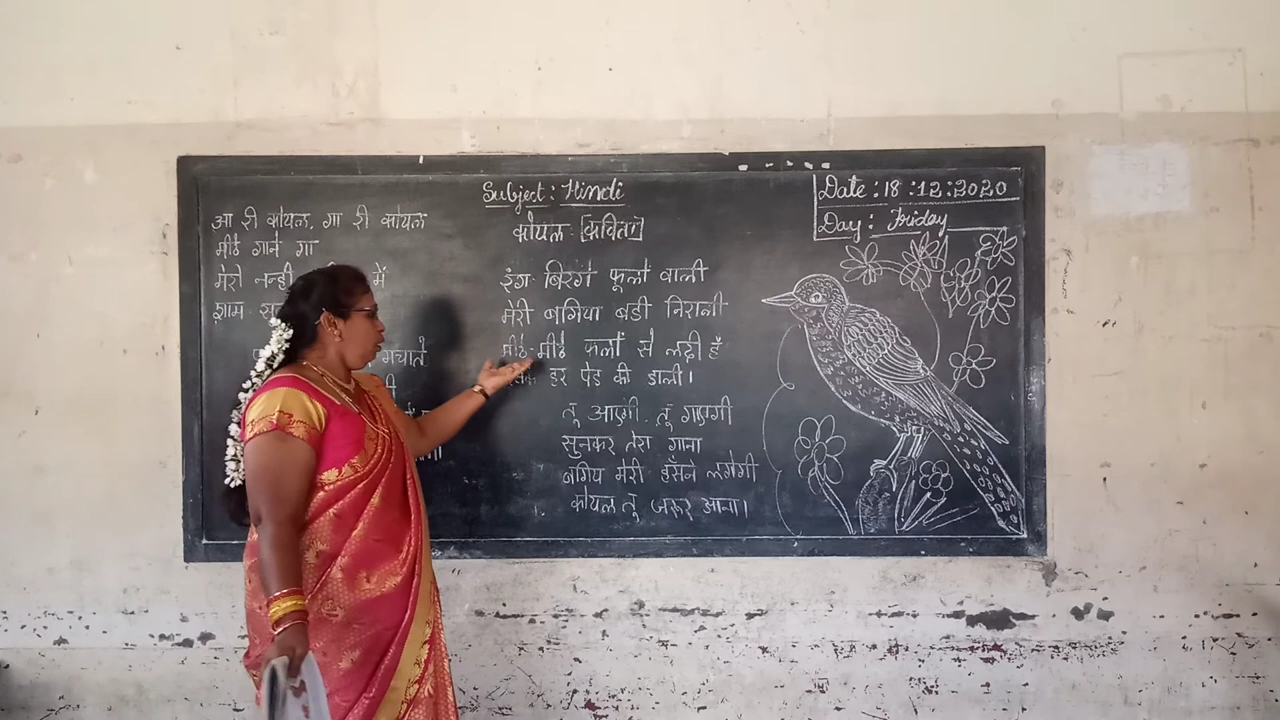 Subject: Hindi
Date: 18:12:2020
Day: Friday
कोयल [कविता]
आ री कोयल, गा री कोयल
मीठे गाने गा
मेरी नन्ही में
शाम
मचाते
इंग बिरंगे फूलों वाली
मेरी बगिया बडी निराली
मीठे-मीठे फलों से लदी है
हर पेड की डाली।
तू आएगी, तू गाएगी
सुनकर तेरा गाना
बगिय मेरी हँसने लगेगी
कोयल तू जरूर आना।